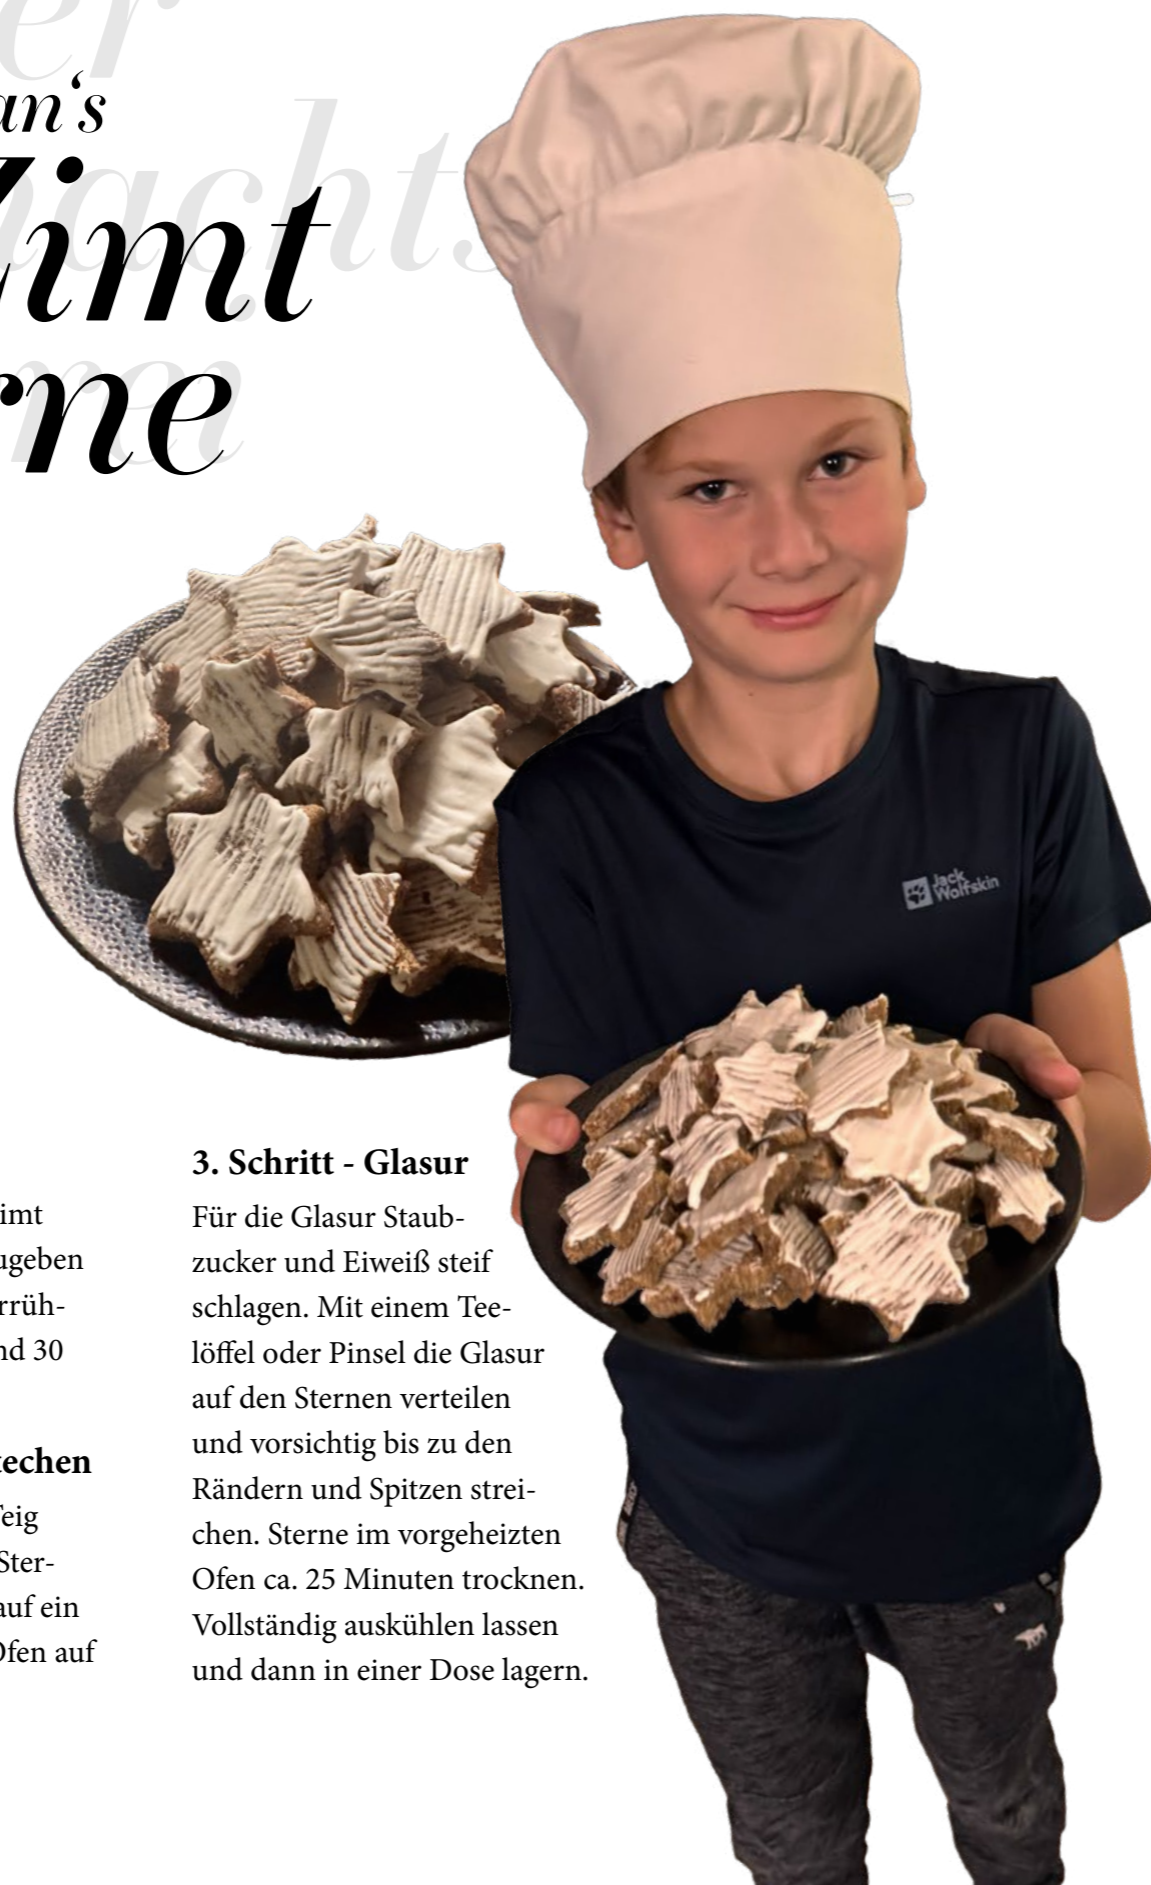 an‘s
Zimt
rne
er
nachts
rei
Jack
Wolfskin
imt
ugeben
rrüh-
nd 30
techen
Teig
Ster-
auf ein
Ofen auf
3. Schritt - Glasur
Für die Glasur Staub-
zucker und Eiweiß steif
schlagen. Mit einem Tee-
löffel oder Pinsel die Glasur
auf den Sternen verteilen
und vorsichtig bis zu den
Rändern und Spitzen strei-
chen. Sterne im vorgeheizten
Ofen ca. 25 Minuten trocknen.
Vollständig auskühlen lassen
und dann in einer Dose lagern.